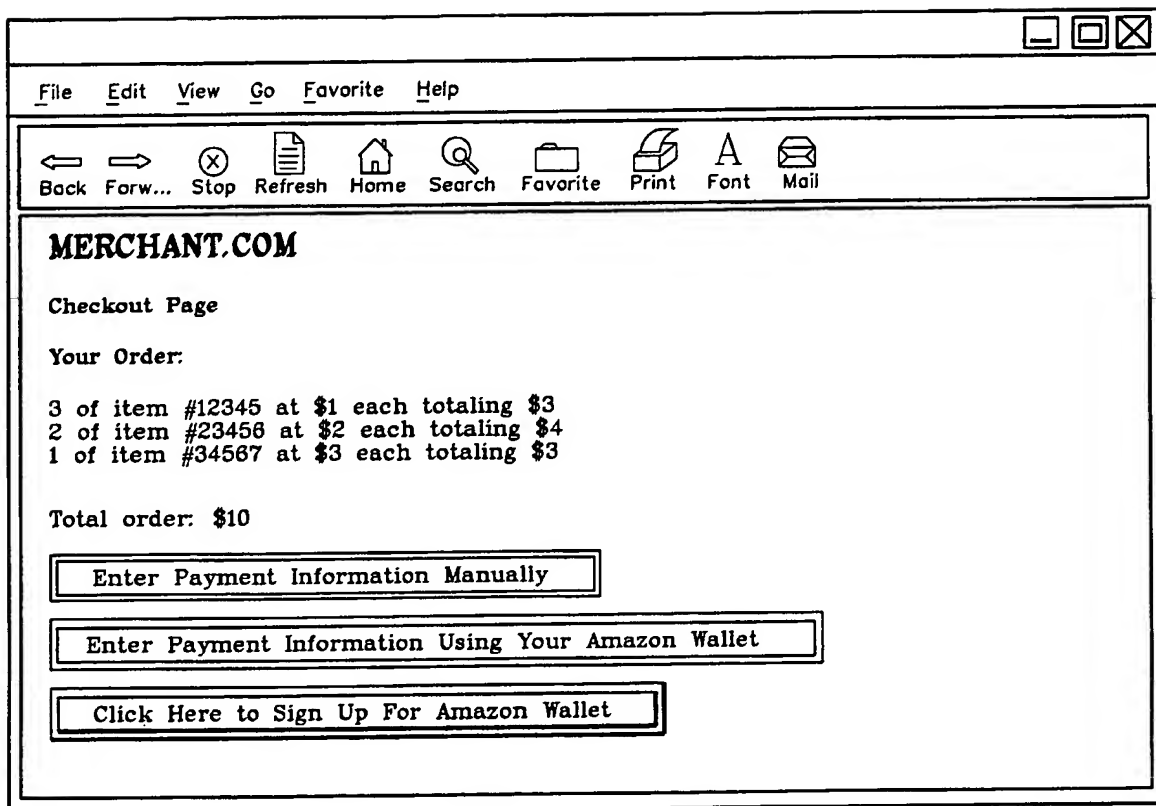 File Edit View Go Favorite Help
Back Forw... Stop Refresh Home Search Favorite Print Font Mail
MERCHANT.COM
Checkout Page
Your Order:
3 of item #12345 at $1 each totaling $3
2 of item #23456 at $2 each totaling $4
1 of item #34567 at $3 each totaling $3
Total order: $10
Enter Payment Information Manually
Enter Payment Information Using Your Amazon Wallet
Click Here to Sign Up For Amazon Wallet